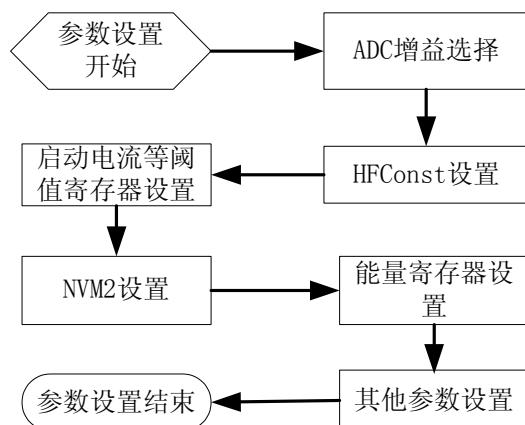 参数设置
开始
ADC增益选择
HFConst设置
启动电流等阈
值寄存器设置
NVM2设置
能量寄存器设
置
其他参数设置
参数设置结束